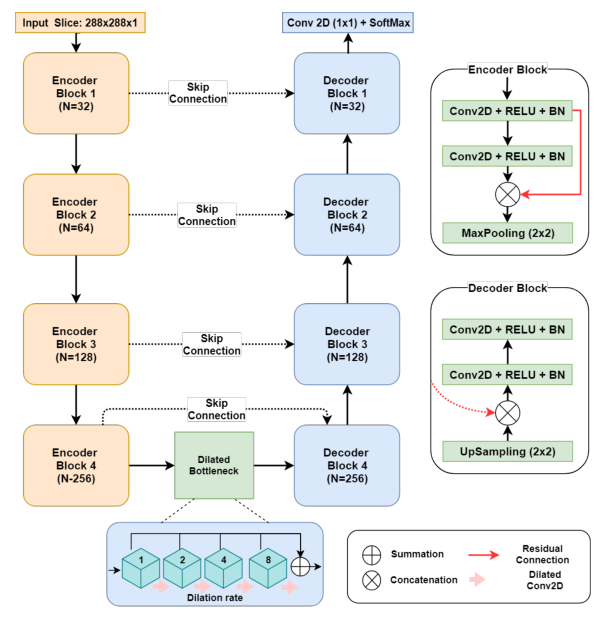 Input Slice: 288x288x1
Conv 2D (1x1) + SoftMax
Encoder
Block 1
(N=32)
Skip
Connection
Decoder
Block 1
(N=32)
Encoder
Block 2
(N=64)
Skip
Connection
Decoder
Block 2
(N=64)
Encoder
Block 3
(N=128)
Skip
Connection
Decoder
Block 3
(N=128)
Skip
Connection
Encoder
Block 4
(N-256)
Dilated
Bottleneck
Decoder
Block 4
(N=256)
1 2 4 8
Dilation rate
Encoder Block
Conv2D + RELU + BN
Conv2D + RELU + BN
MaxPooling (2x2)
Decoder Block
Conv2D + RELU + BN
Conv2D + RELU + BN
UpSampling (2x2)
Summation
Residual
Connection
Concatenation
Dilated
Conv2D